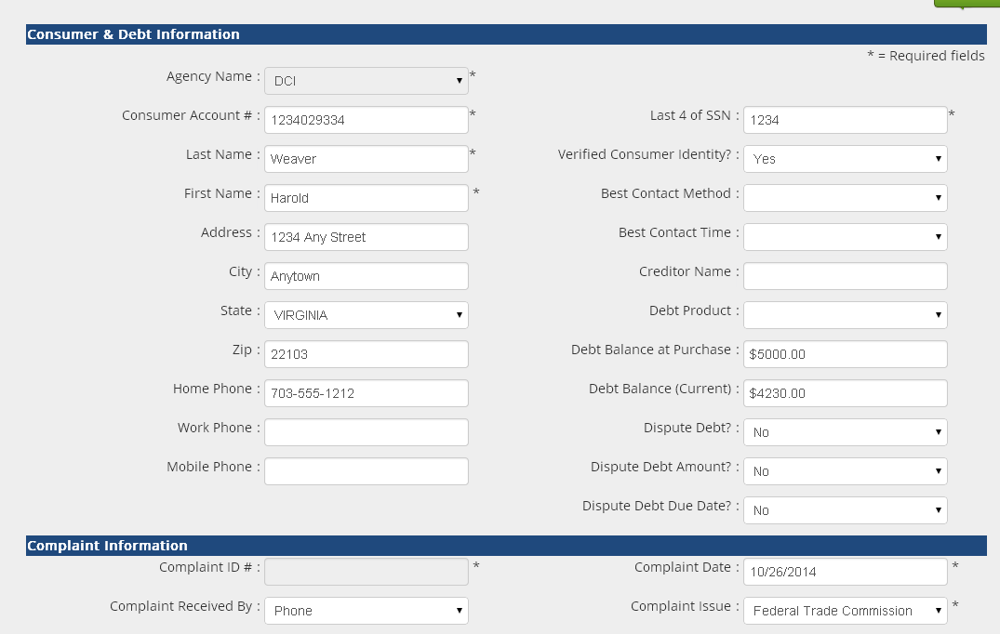 Consumer & Debt Information
* = Required fields
Agency Name : DCI *
Consumer Account # : 1234029334 * Last 4 of SSN : 1234 *
Last Name : Weaver * Verified Consumer Identity? : Yes
First Name : Harold * Best Contact Method :
Address : 1234 Any Street Best Contact Time :
City : Anytown Creditor Name :
State : VIRGINIA Debt Product :
Zip : 22103 Debt Balance at Purchase : $5000.00
Home Phone : 703-555-1212 Debt Balance (Current) : $4230.00
Work Phone : Dispute Debt? : No
Mobile Phone : Dispute Debt Amount? : No
Dispute Debt Due Date? : No
Complaint Information
Complaint ID # : * Complaint Date : 10/26/2014 *
Complaint Received By : Phone Complaint Issue : Federal Trade Commission *